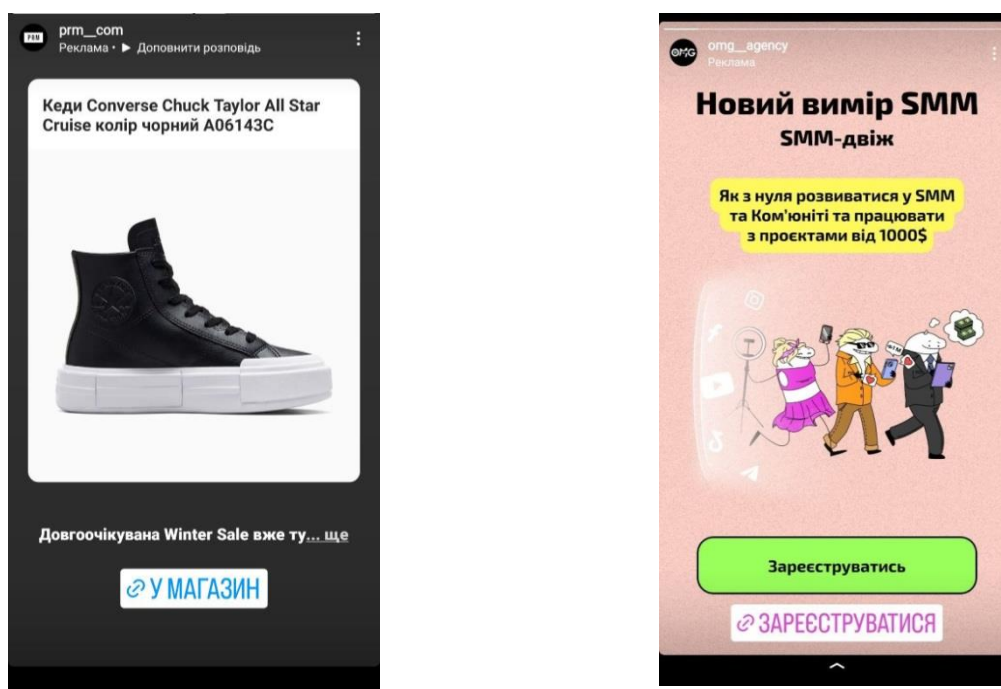 PRM
prm__com
Реклама • ▶ Доповнити розповідь
Кеди Converse Chuck Taylor All Star
Cruise колір чорний A06143C
Довгоочікувана Winter Sale вже ту... ще
У МАГАЗИН
OMG
omg__agency
Реклама
Новий вимір SMM
SMM-двіж
Як з нуля розвиватися у SMM
та Ком'юніті та працювати
з проєктами від 1000$
Зареєструватись
ЗАРЕЄСТРУВАТИСЯ